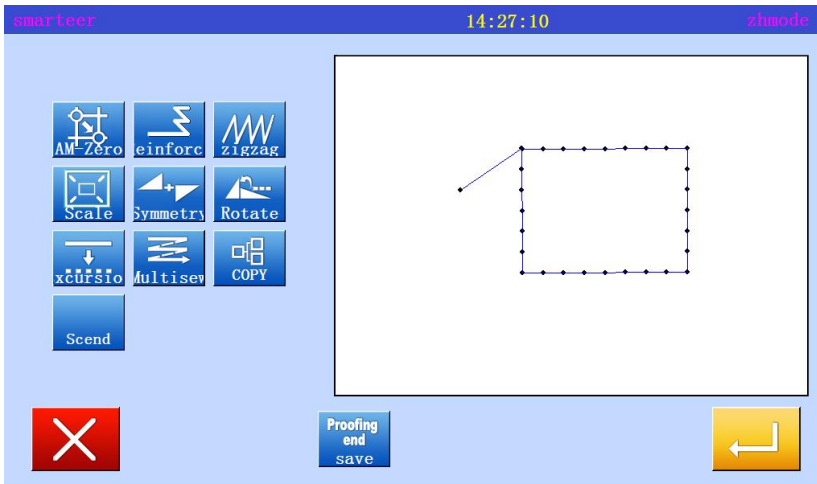 smarteer 14:27:10 zhmode
AM-Zero einforc zigzag
Scale Symmetry Rotate
xcursio Multisew COPY
Scend
Proofing
end
save